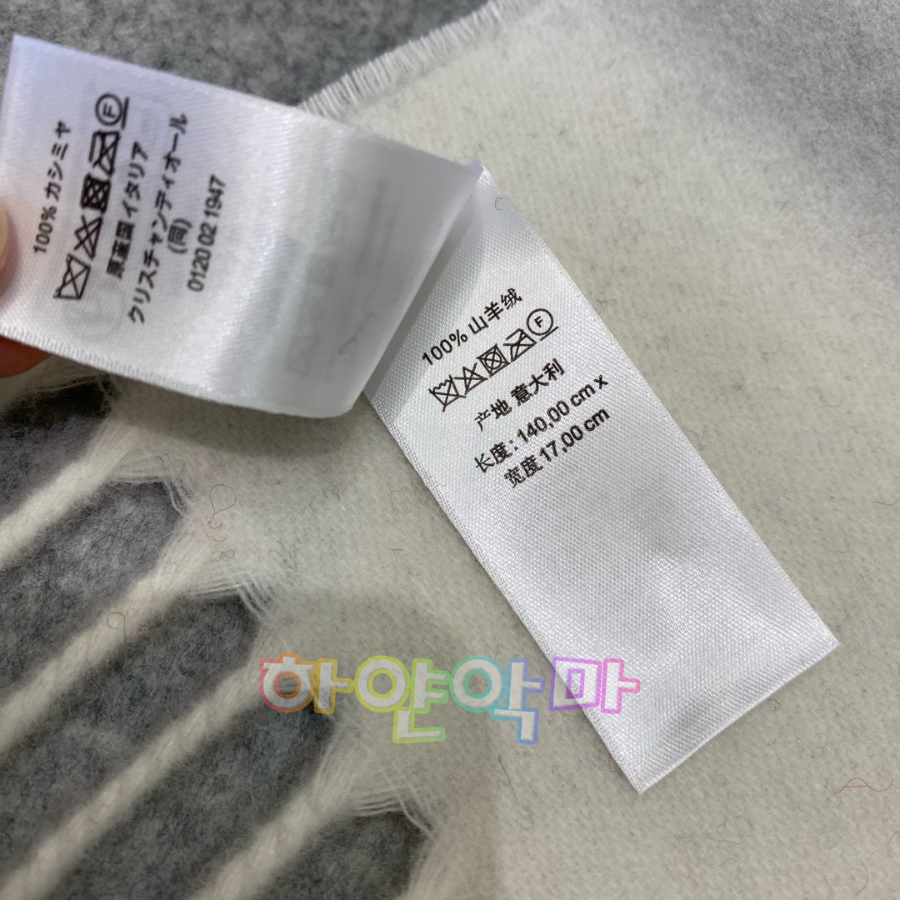 100% カシミヤ
F
原産国 イタリア
クリスチャンディオール
(同)
0120 02 1947
100% 山羊绒
F
产地 意大利
长度: 140,00 cm x
宽度 17,00 cm
하얀악마